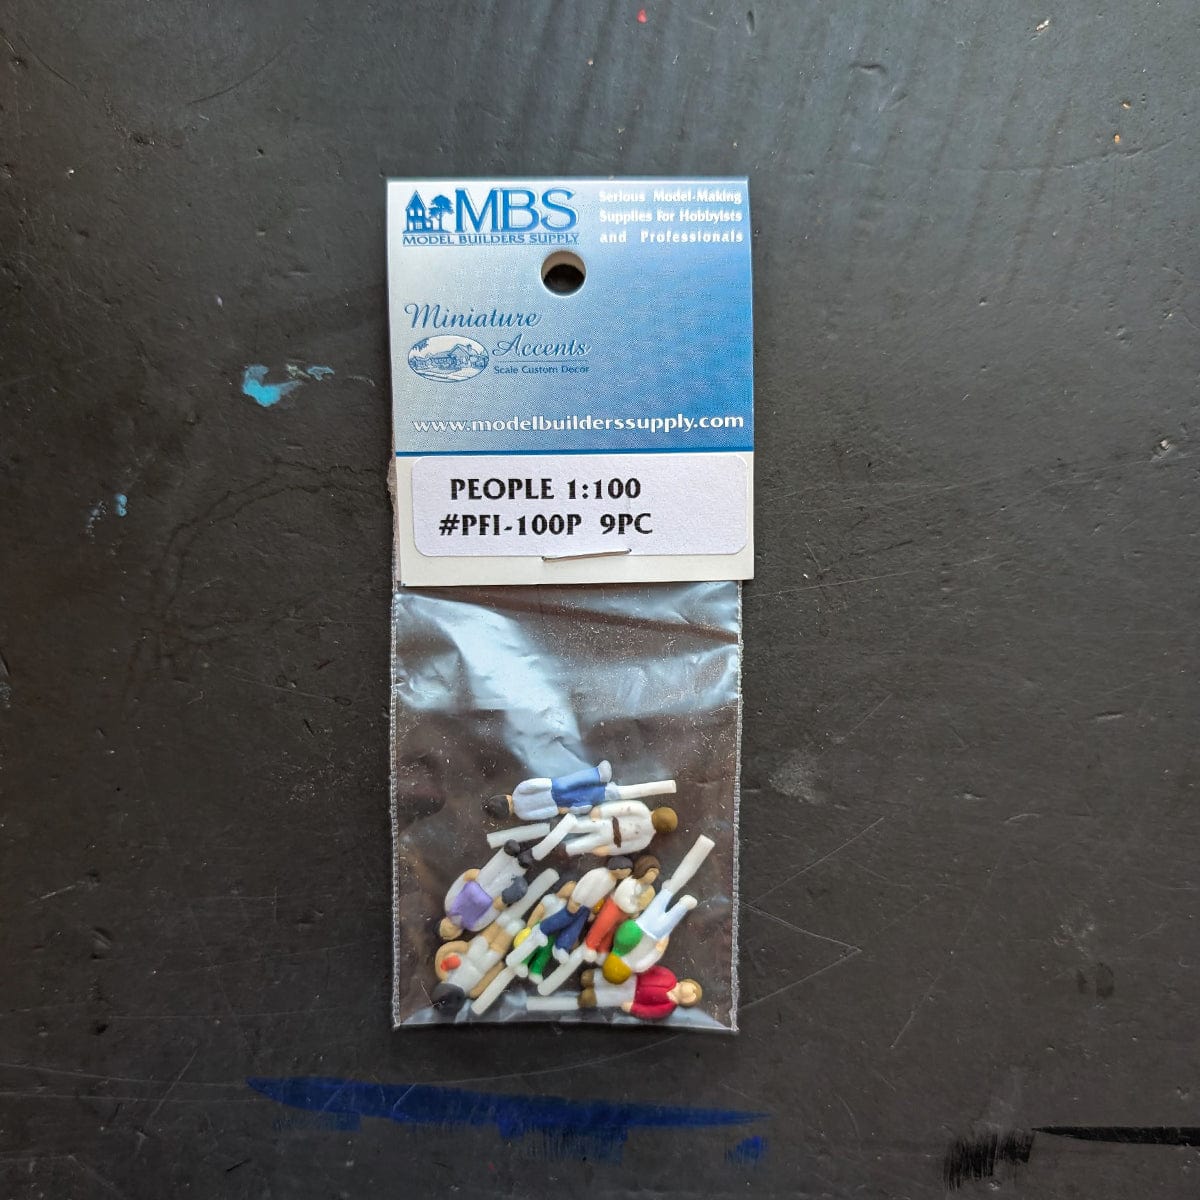 MBS
MODEL BUILDERS SUPPLY
Serious Model-Making
Supplies for Hobbyists
and Professionals
Miniature
Accents
Scale Custom Decor
www.modelbuilderssupply.com
PEOPLE 1:100
#PFI-100P 9PC